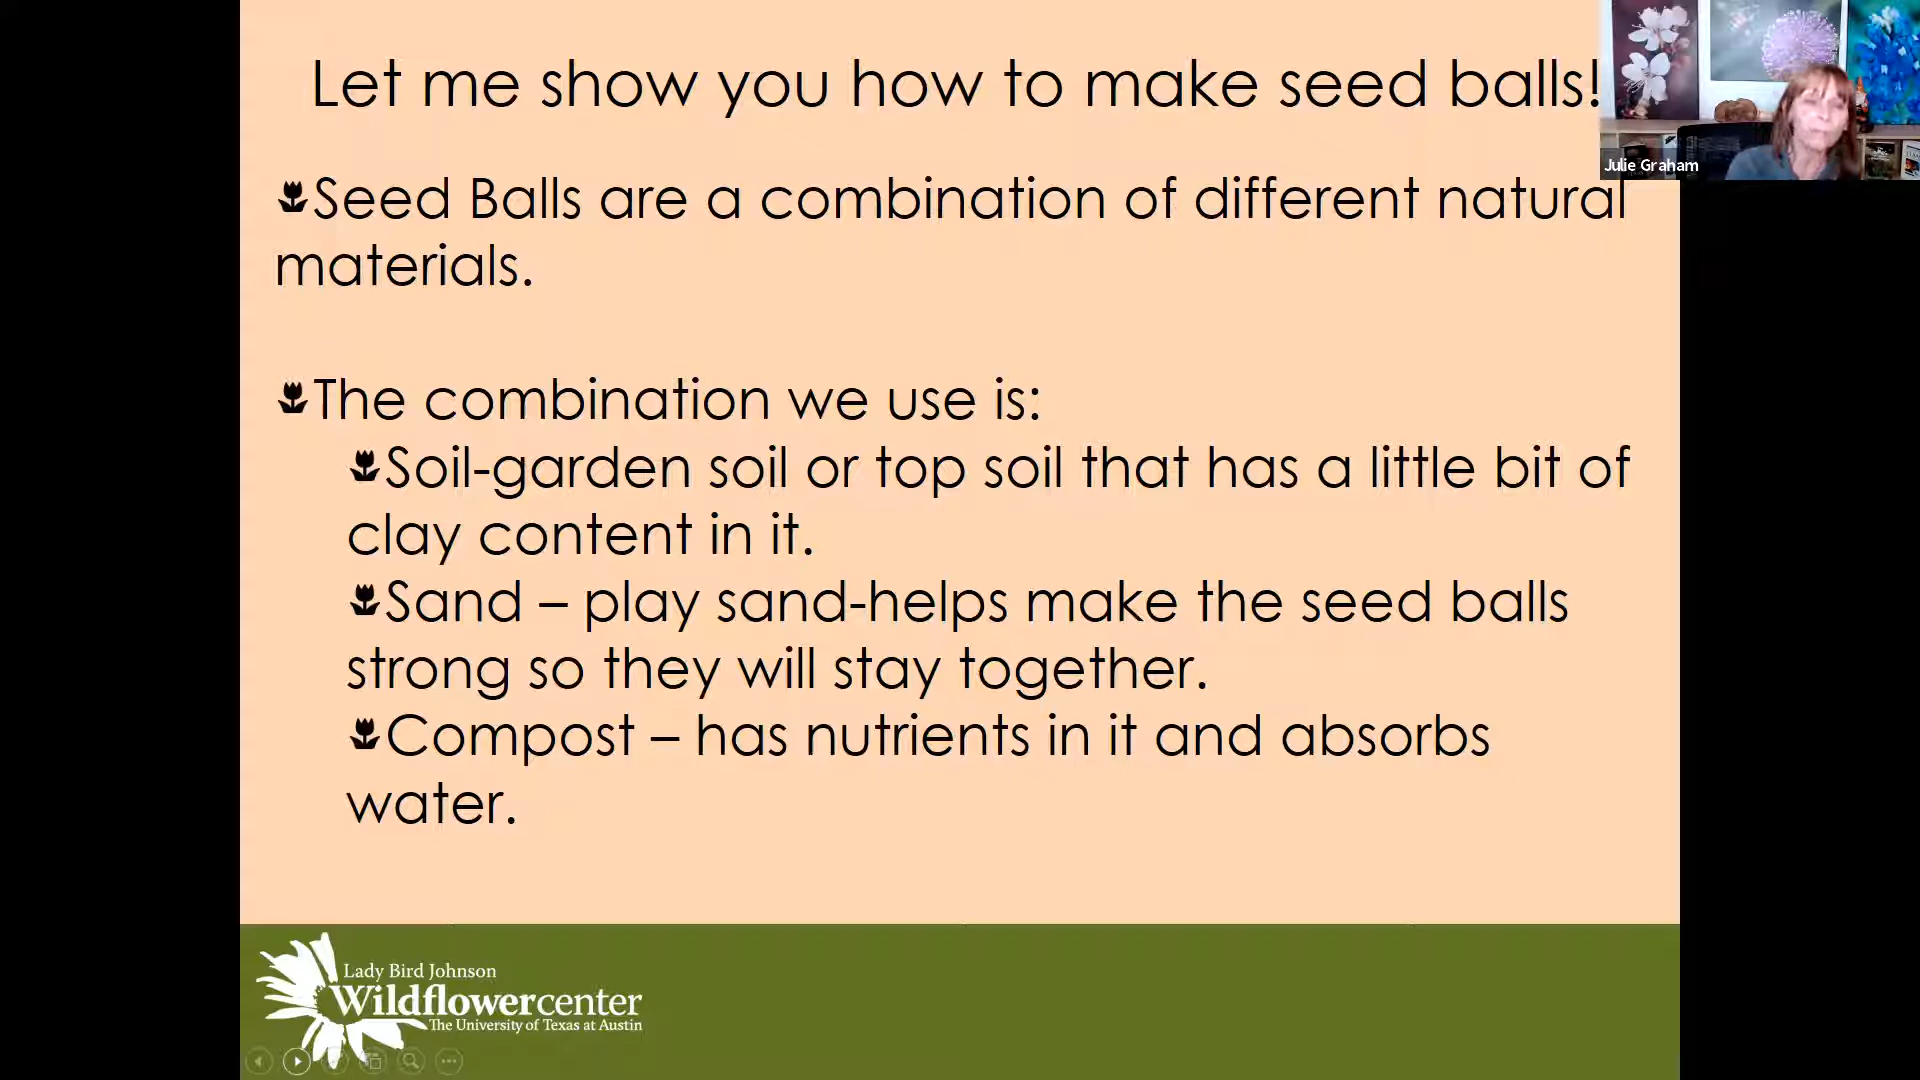 Let me show you how to make seed balls!
Julie Graham
Seed Balls are a combination of different natural
materials.
The combination we use is:
Soil-garden soil or top soil that has a little bit of
clay content in it.
Sand – play sand-helps make the seed balls
strong so they will stay together.
Compost – has nutrients in it and absorbs
water.
Lady Bird Johnson
Wildflowercenter
The University of Texas at Austin